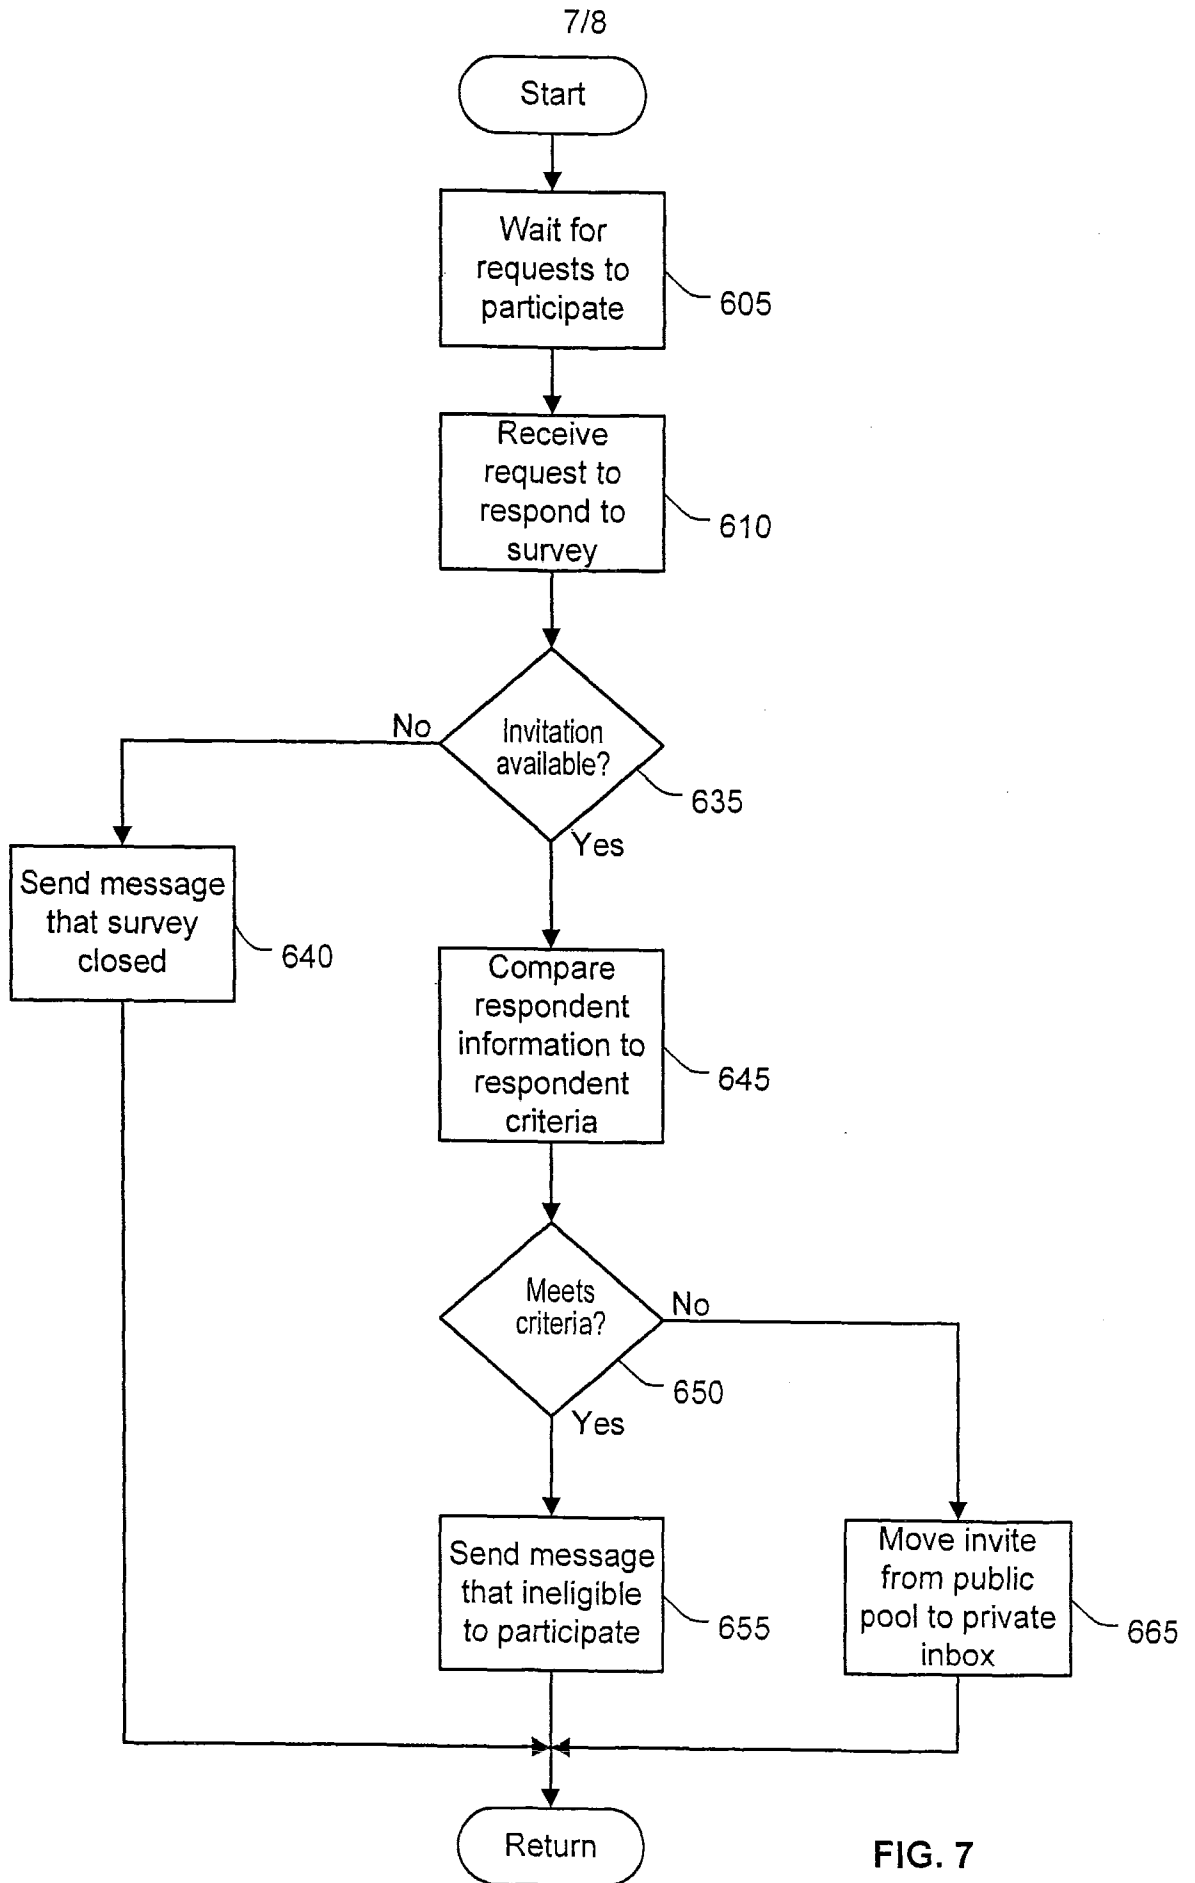 7/8
Start
Wait for
requests to
participate
605
Receive
request to
respond to
survey
610
Invitation
available?
No
635
Yes
Send message
that survey
closed
640
Compare
respondent
information to
respondent
criteria
645
Meets
criteria?
No
650
Yes
Send message
that ineligible
to participate
655
Move invite
from public
pool to private
inbox
665
Return
FIG. 7